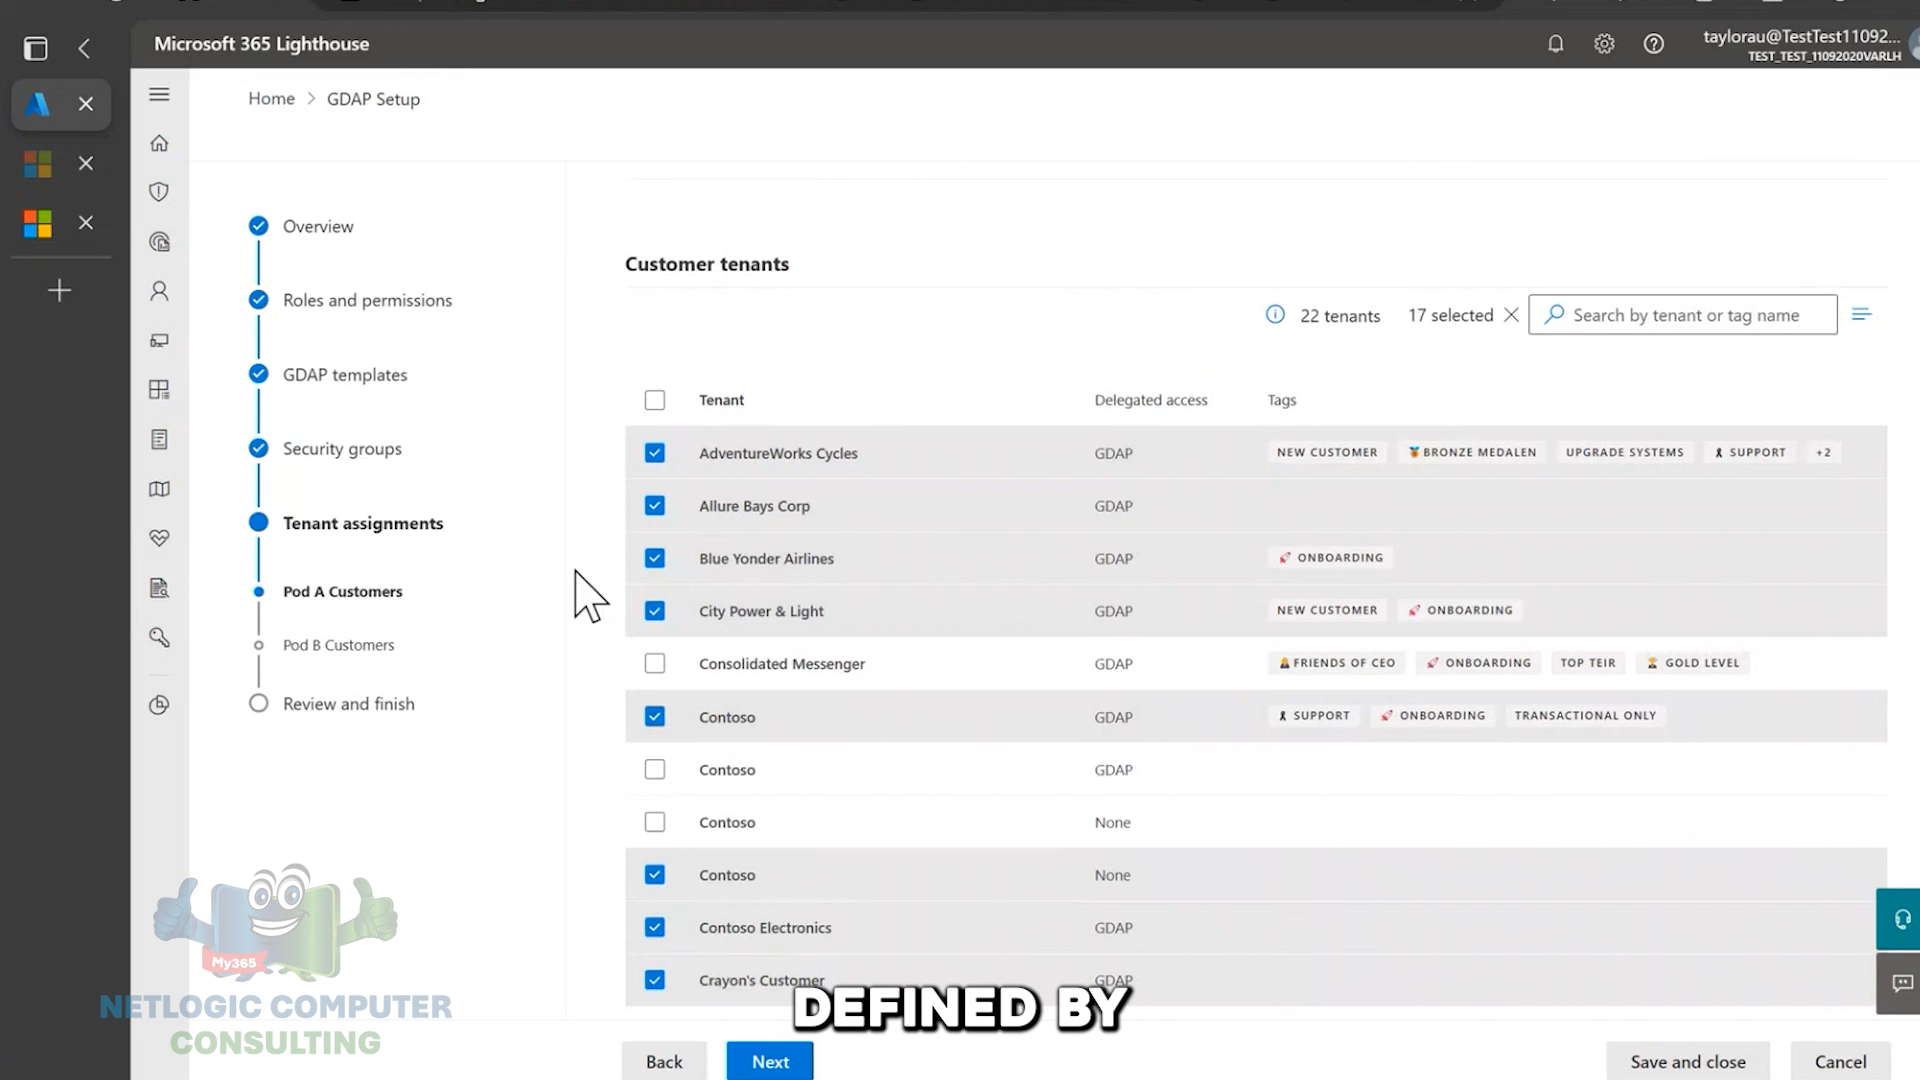 Microsoft 365 Lighthouse
taylorau@TestTest11092...
TEST_TEST_11092020VARLH
Home > GDAP Setup
Overview
Roles and permissions
GDAP templates
Security groups
Tenant assignments
Pod A Customers
Pod B Customers
Review and finish
Customer tenants
22 tenants 17 selected Search by tenant or tag name
Tenant Delegated access Tags
AdventureWorks Cycles GDAP NEW CUSTOMER BRONZE MEDALEN UPGRADE SYSTEMS SUPPORT +2
Allure Bays Corp GDAP
Blue Yonder Airlines GDAP ONBOARDING
City Power & Light GDAP NEW CUSTOMER ONBOARDING
Consolidated Messenger GDAP FRIENDS OF CEO ONBOARDING TOP TEIR GOLD LEVEL
Contoso GDAP SUPPORT ONBOARDING TRANSACTIONAL ONLY
Contoso GDAP
Contoso None
Contoso None
Contoso Electronics GDAP
Crayon's Customer GDAP
My365
NETLOGIC COMPUTER
CONSULTING
DEFINED BY
Back Next Save and close Cancel